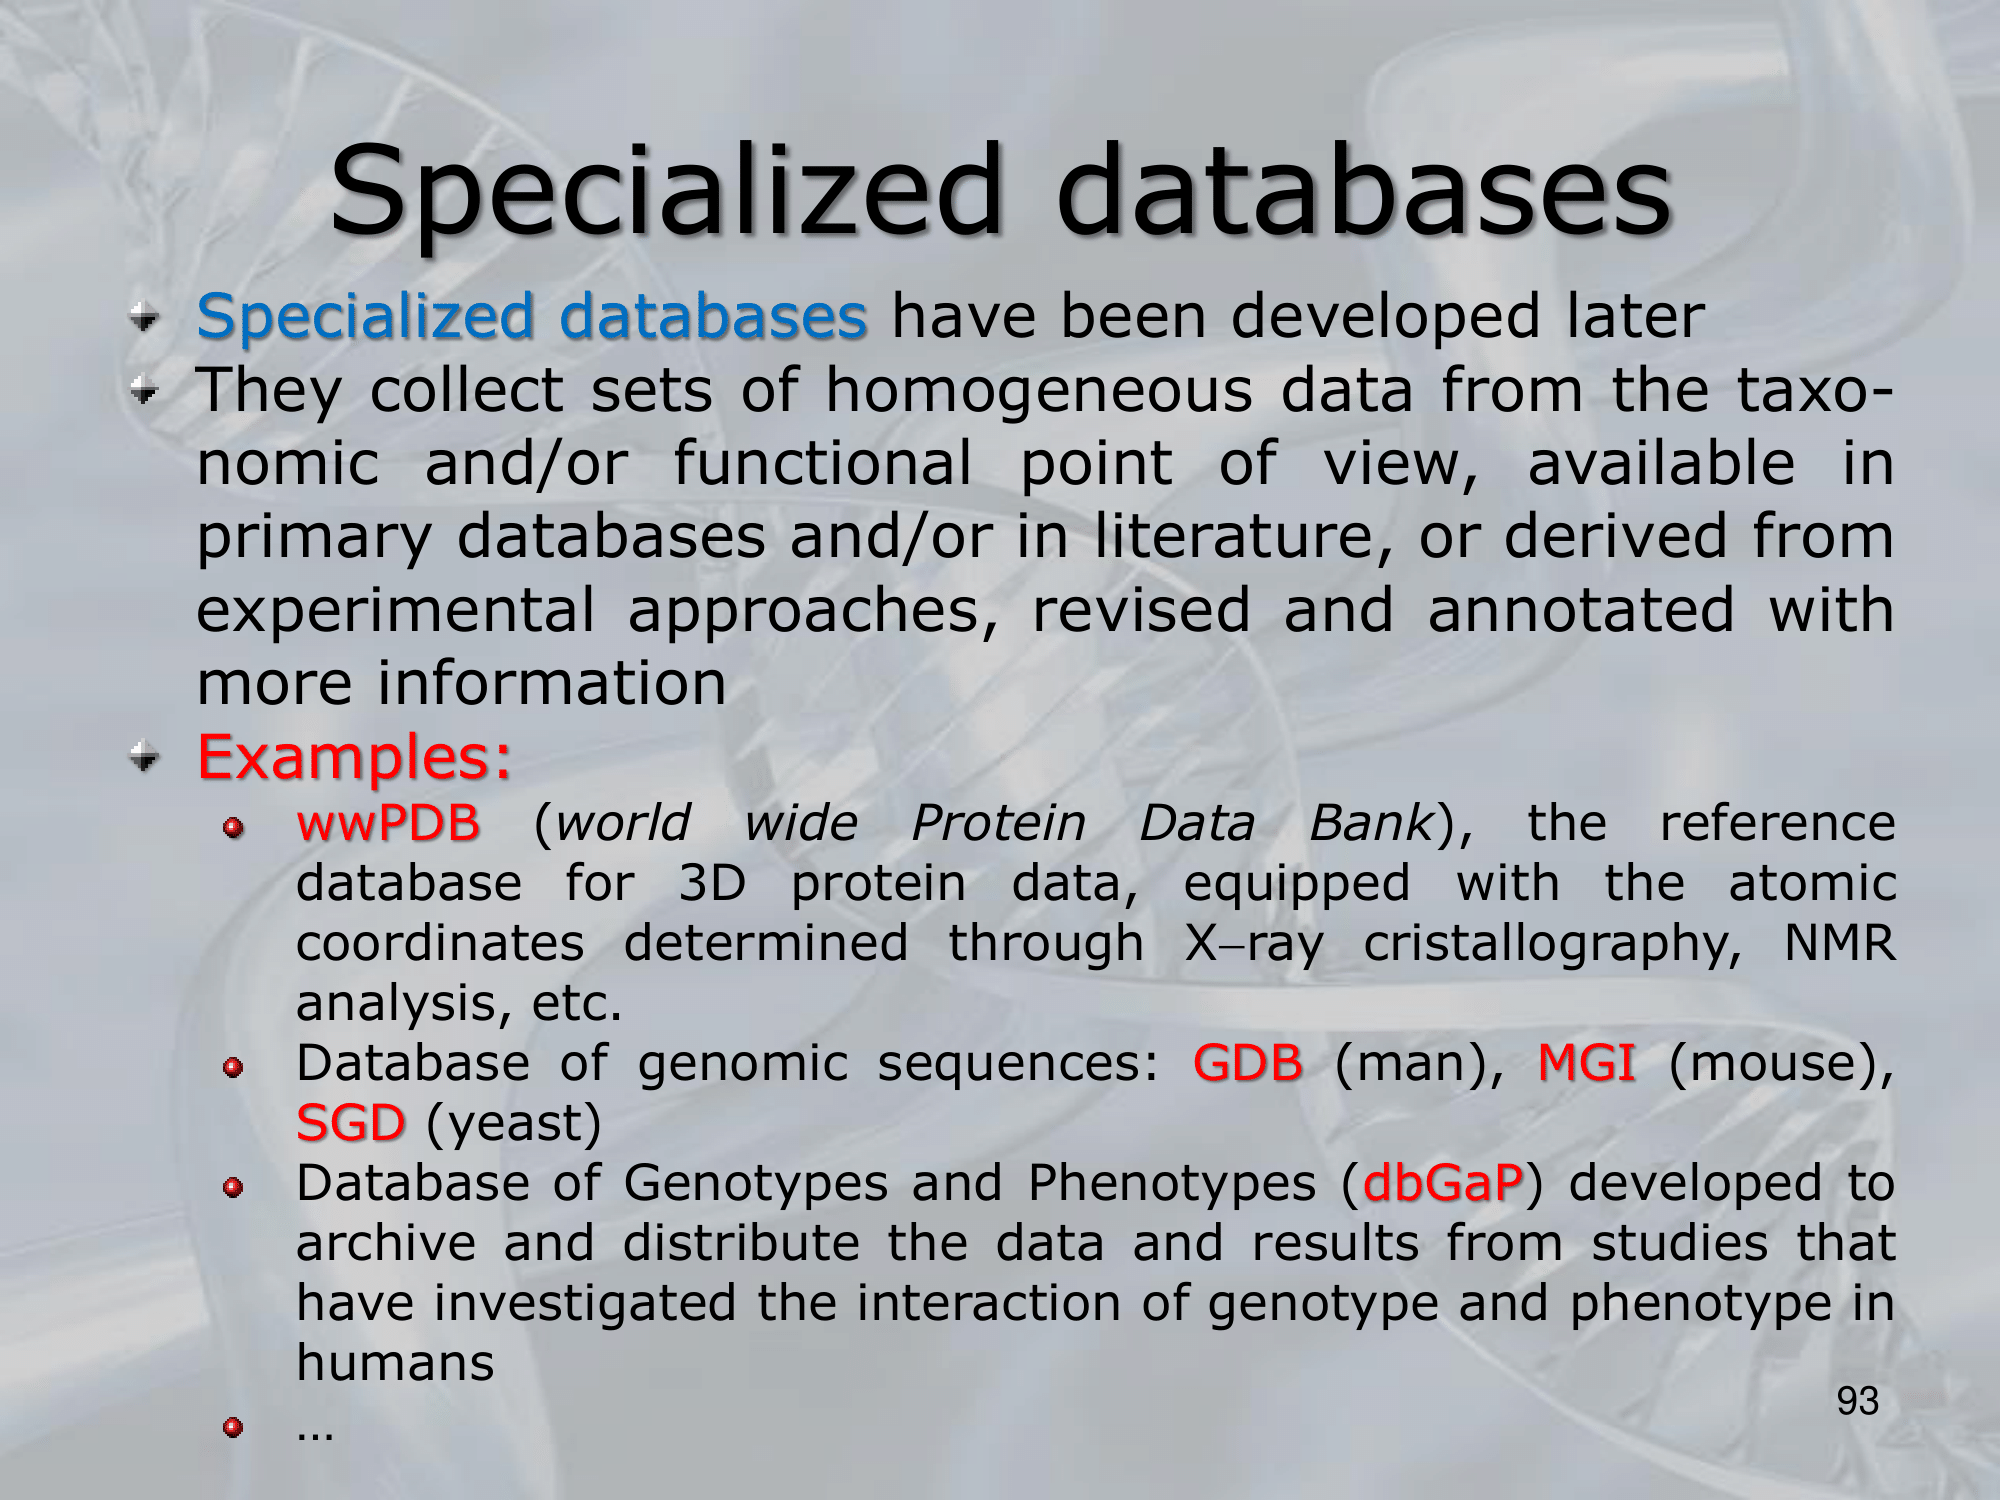 Specialized databases
Specialized databases have been developed later
They collect sets of homogeneous data from the taxo-
nomic and/or functional point of view, available in
primary databases and/or in literature, or derived from
experimental approaches, revised and annotated with
more information
Examples:
wwPDB (world wide Protein Data Bank), the reference
database for 3D protein data, equipped with the atomic
coordinates determined through X–ray cristallography, NMR
analysis, etc.
Database of genomic sequences: GDB (man), MGI (mouse),
SGD (yeast)
Database of Genotypes and Phenotypes (dbGaP) developed to
archive and distribute the data and results from studies that
have investigated the interaction of genotype and phenotype in
humans
…
93